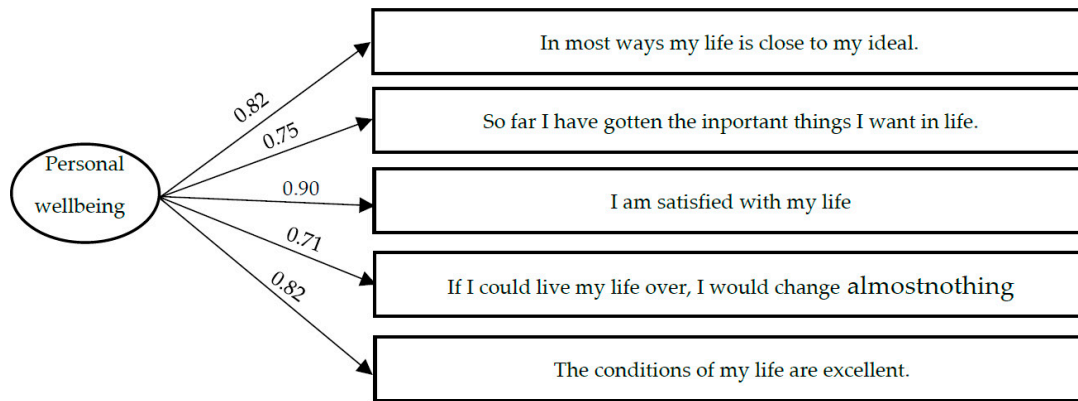 In most ways my life is close to my ideal.
0.82
So far I have gotten the inportant things I want in life.
0.75
Personal
wellbeing
0.90
I am satisfied with my life
0.71
If I could live my life over, I would change almostnothing
0.82
The conditions of my life are excellent.